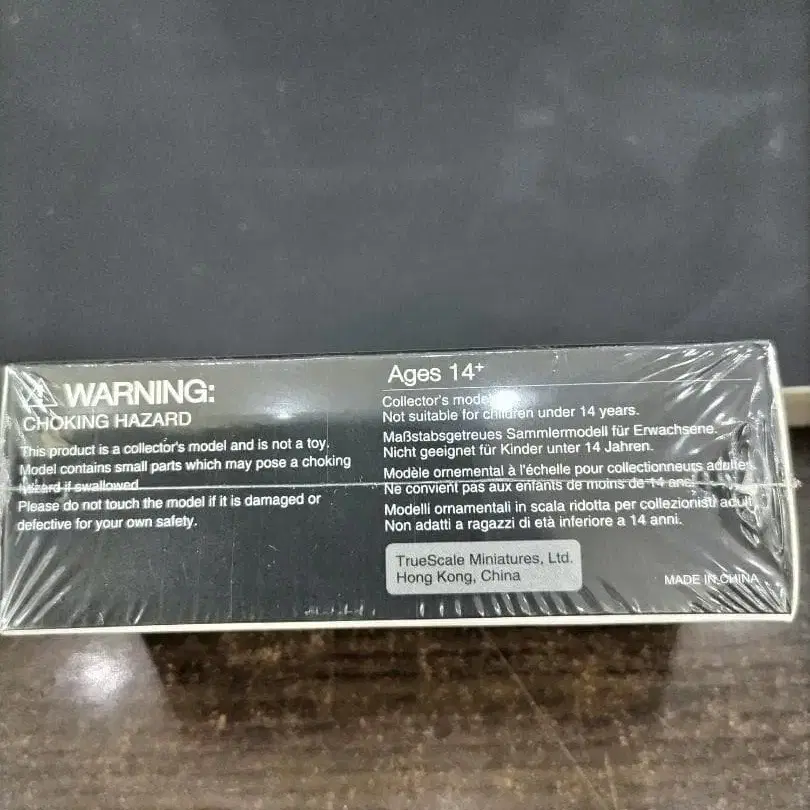 WARNING:
CHOKING HAZARD
This product is a collector's model and is not a toy.
Model contains small parts which may pose a choking
hazard if swallowed
Please do not touch the model if it is damaged or
defective for your own safety.
Ages 14+
Collector's model
Not suitable for children under 14 years.
Maßstabsgetreues Sammlermodell für Erwachsene.
Nicht geeignet für Kinder unter 14 Jahren.
Modèle ornemental à l'échelle pour collectionneurs adultes
Ne convient pas aux enfants de moins de 14 ans.
Modelli ornamentali in scala ridotta per collezionisti adulti
Non adatti a ragazzi di età inferiore a 14 anni.
TrueScale Miniatures, Ltd.
Hong Kong, China
MADE IN CHINA